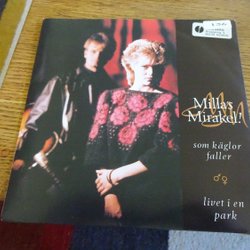 Millas
Mirakel!
som käglor
faller
♂♀
livet i en
park